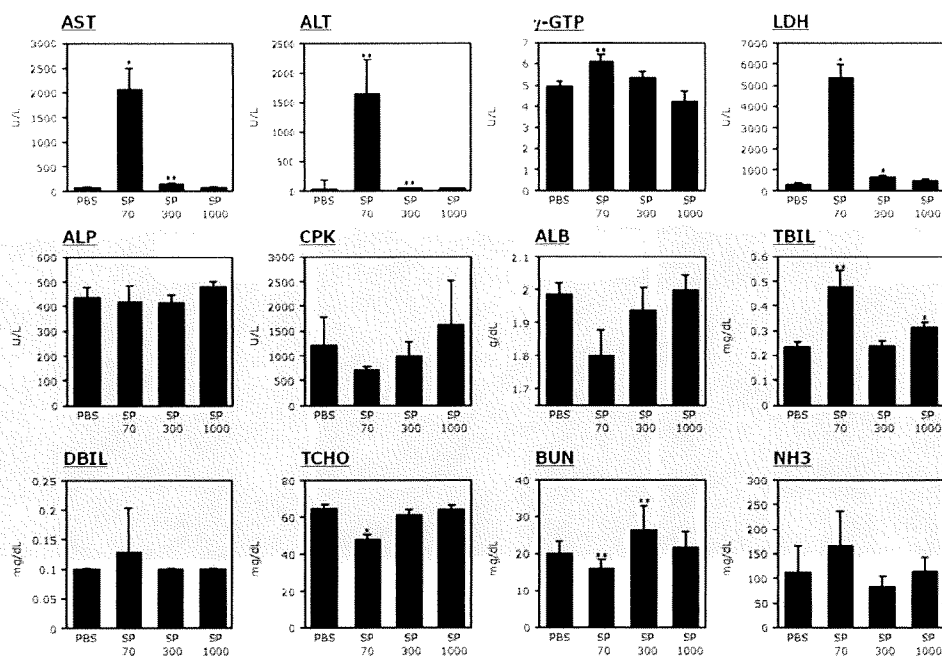 AST
ALT
γ-GTP
LDH
U/L
3000
2500
2000
1500
1000
500
0
*
**
PBS
SP
70
SP
300
SP
1000
U/L
2500
2000
1500
1000
500
0
**
**
PBS
SP
70
SP
300
SP
1000
U/L
7
6
5
4
3
2
1
0
**
PBS
SP
70
SP
300
SP
1000
U/L
7000
6000
5000
4000
3000
2000
1000
0
*
*
PBS
SP
70
SP
300
SP
1000
ALP
CPK
ALB
TBIL
U/L
600
500
400
300
200
100
0
PBS
SP
70
SP
300
SP
1000
U/L
3000
2500
2000
1500
1000
500
0
PBS
SP
70
SP
300
SP
1000
g/dL
2.1
2
1.9
1.8
1.7
PBS
SP
70
SP
300
SP
1000
mg/dL
0.6
0.5
0.4
0.3
0.2
0.1
0
**
*
PBS
SP
70
SP
300
SP
1000
DBIL
TCHO
BUN
NH3
mg/dL
0.25
0.2
0.15
0.1
0.05
0
PBS
SP
70
SP
300
SP
1000
mg/dL
80
60
40
20
0
*
PBS
SP
70
SP
300
SP
1000
mg/dL
40
30
20
10
0
**
**
PBS
SP
70
SP
300
SP
1000
mg/dL
300
250
200
150
100
50
0
PBS
SP
70
SP
300
SP
1000